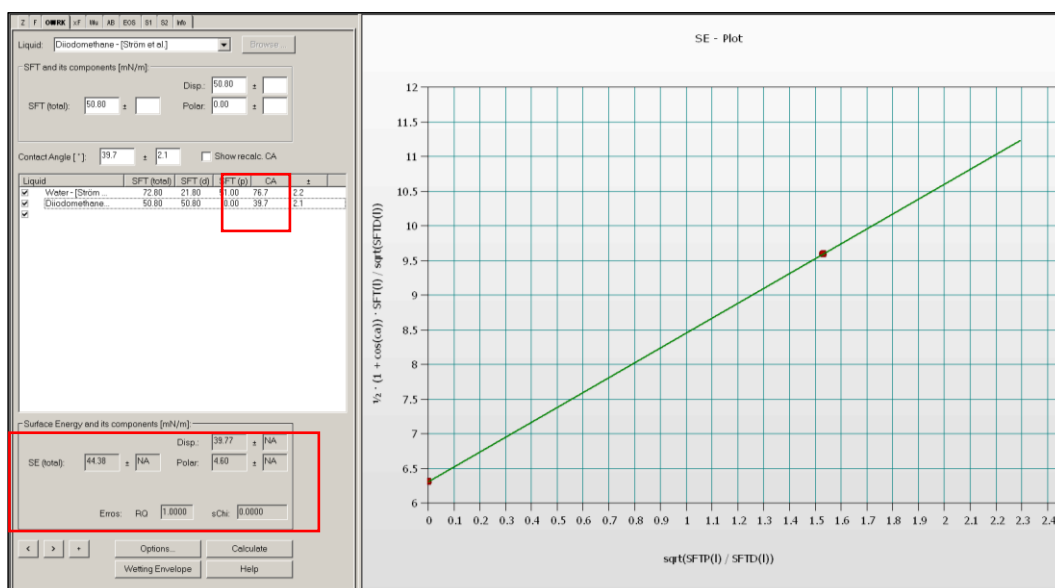 Z F OWRK xF Wu AB EOS S1 S2 Info
Liquid: Diiodomethane - [Ström et al.] Browse...
SFT and its components [mN/m]:
Disp.: 50.80 ±
SFT (total): 50.80 ± Polar: 0.00 ±
Contact Angle [°]: 39.7 ± 2.1 Show recalc. CA
Liquid SFT (total) SFT (d) SFT (p) CA ±
Water - [Ström ... 72.80 21.80 51.00 76.7 2.2
Diiodomethane... 50.80 50.80 0.00 39.7 2.1
Surface Energy and its components [mN/m]:
Disp.: 39.77 ± NA
SE (total): 44.38 ± NA Polar: 4.60 ± NA
Erros: RQ 1.0000 sChi: 0.0000
< > + Options... Calculate
Wetting Envelope Help
SE - Plot
½ · (1 + cos(ca)) · SFT(l) / sqrt(SFTD(l))
12
11.5
11
10.5
10
9.5
9
8.5
8
7.5
7
6.5
6
0 0.1 0.2 0.3 0.4 0.5 0.6 0.7 0.8 0.9 1 1.1 1.2 1.3 1.4 1.5 1.6 1.7 1.8 1.9 2 2.1 2.2 2.3 2.4
sqrt(SFTP(l) / SFTD(l))